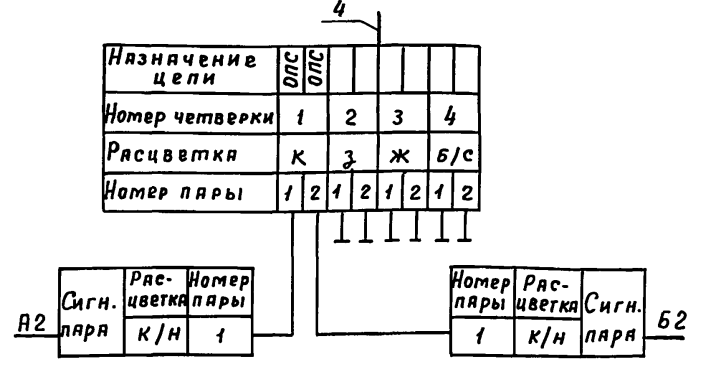 4
Назначение цепи ОПС ОПС
Номер четверки 1 2 3 4
Расцветка К З Ж Б/С
Номер пары 1 2 1 2 1 2 1 2
А2 Сигн. пара
Рас-цветка Номер пары
К/Н 1
Номер пары Рас-цветка
1 К/Н
Сигн. пара Б2